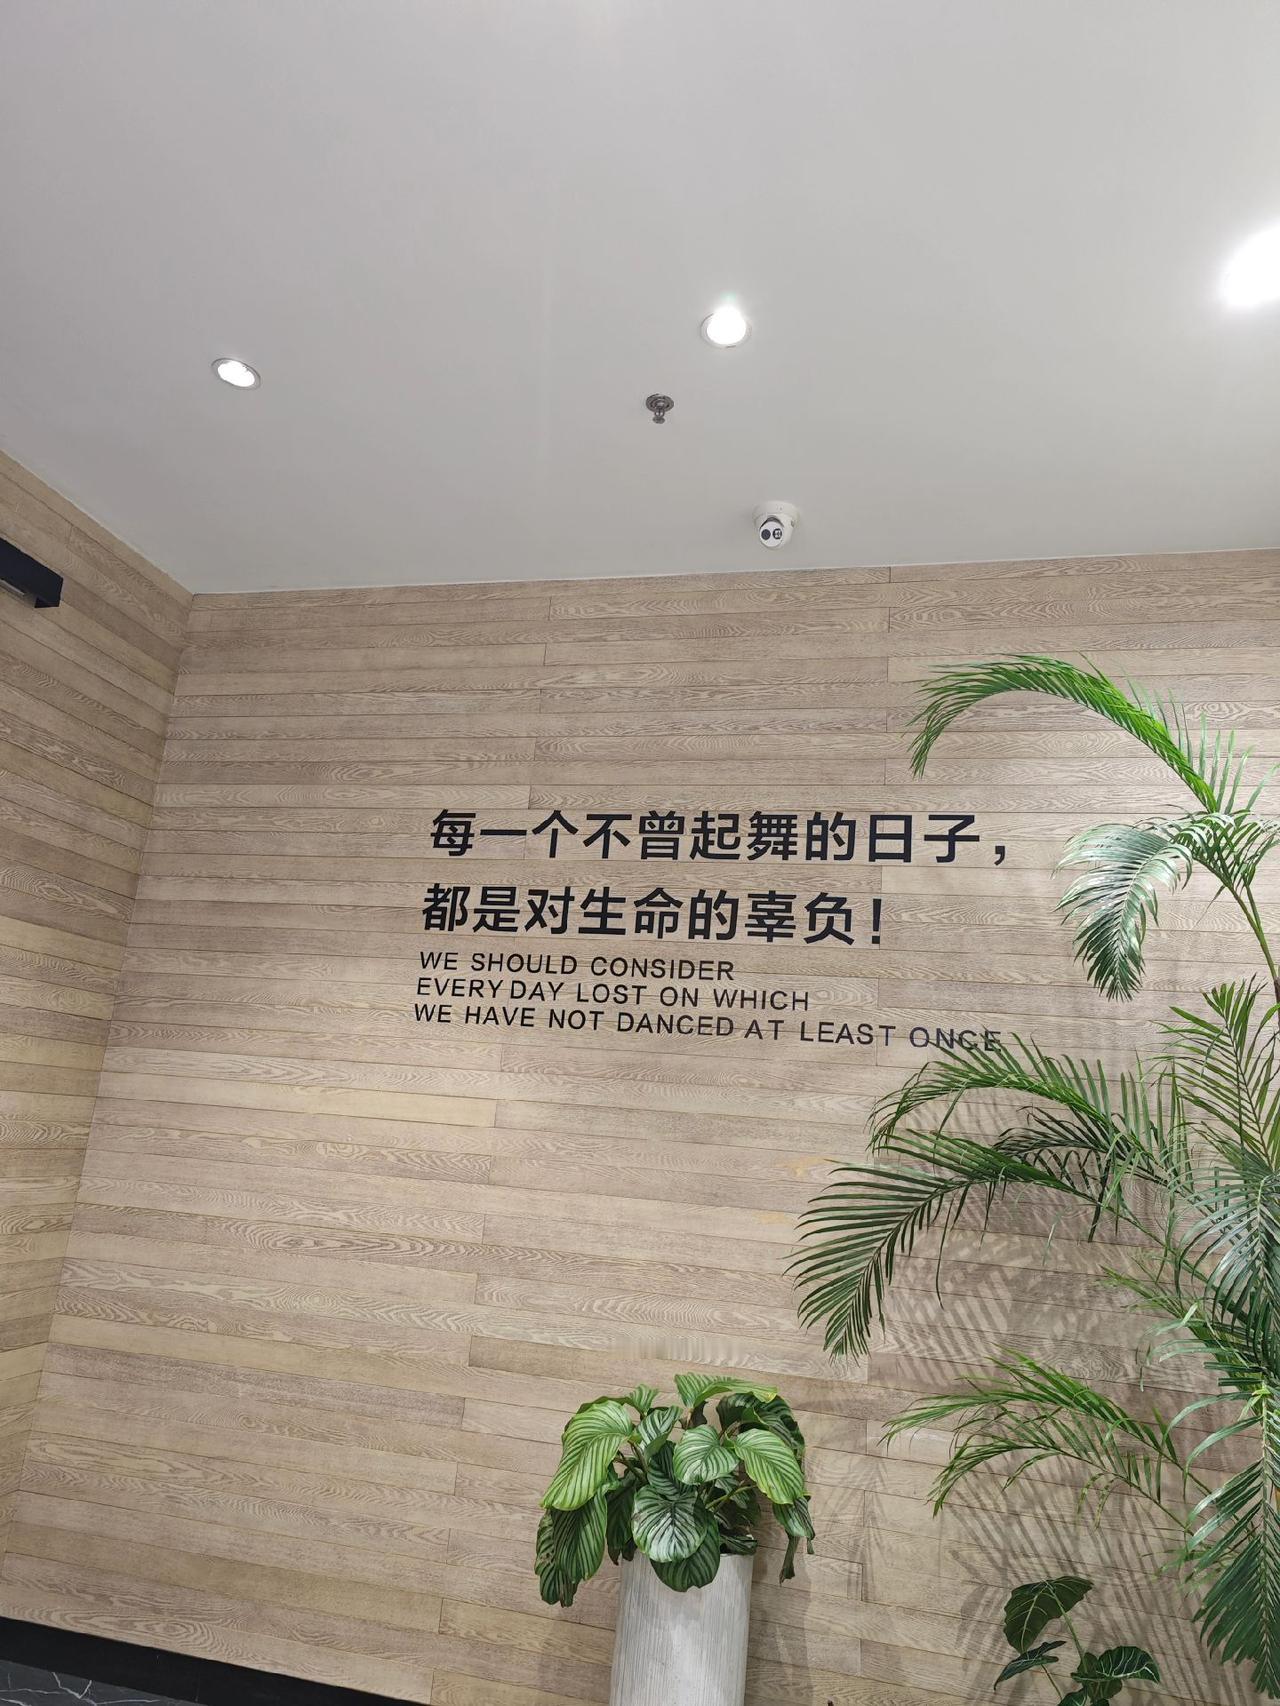 每一个不曾起舞的日子，
都是对生命的辜负！
WE SHOULD CONSIDER
EVERY DAY LOST ON WHICH
WE HAVE NOT DANCED AT LEAST ONCE